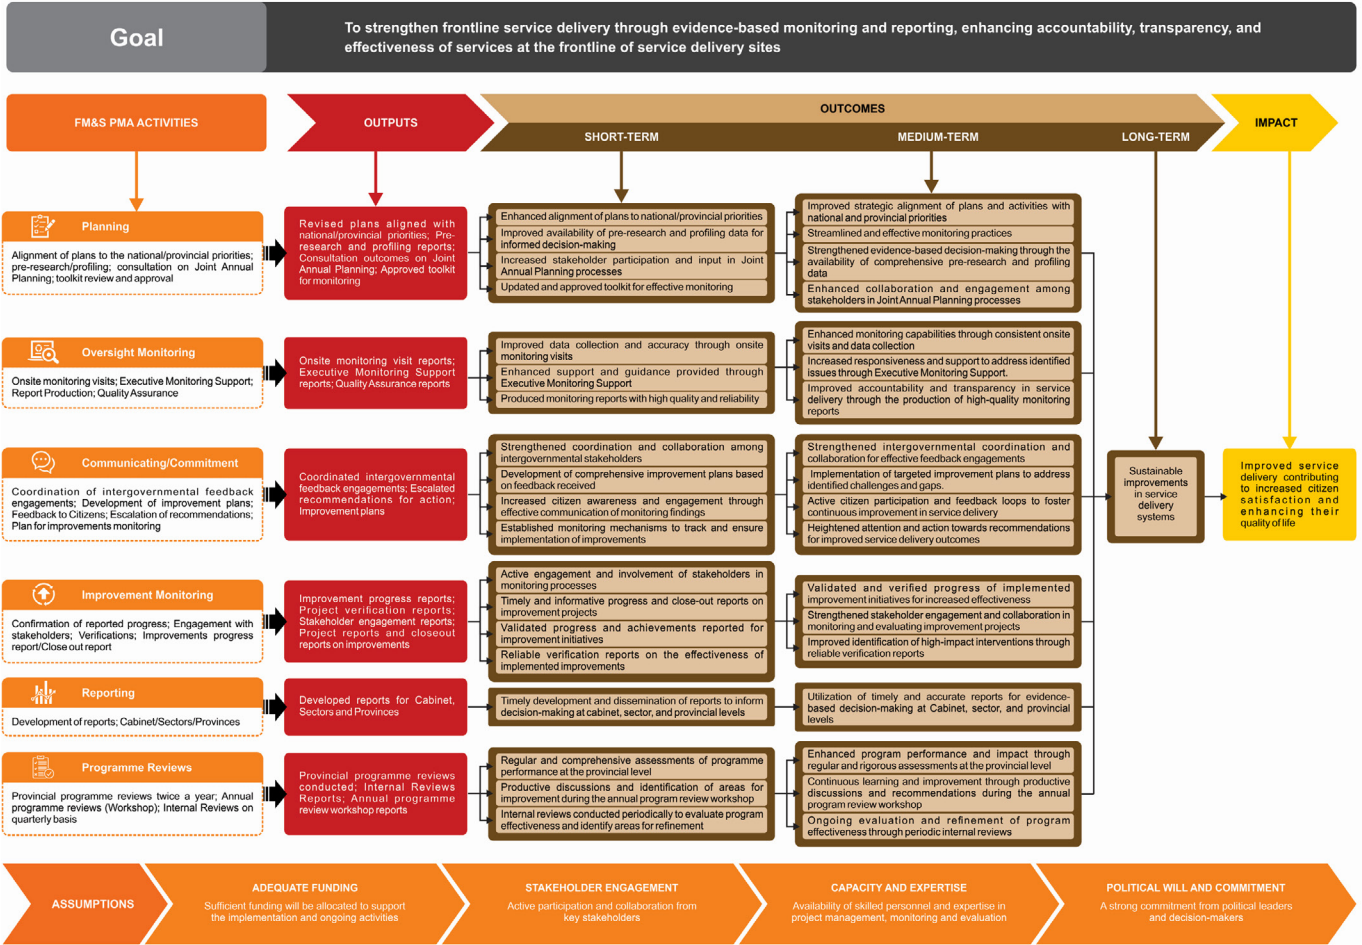 Goal
To strengthen frontline service delivery through evidence-based monitoring and reporting, enhancing accountability, transparency, and
effectiveness of services at the frontline of service delivery sites
FM&S PMA ACTIVITIES
OUTPUTS
OUTCOMES
SHORT-TERM
MEDIUM-TERM
LONG-TERM
IMPACT
Planning
Alignment of plans to the national/provincial priorities;
pre-research/profiling; consultation on Joint Annual
Planning; toolkit review and approval
Revised plans aligned with
national/provincial priorities; Pre-
research and profiling reports;
Consultation outcomes on Joint
Annual Planning; Approved toolkit
for monitoring
Enhanced alignment of plans to national/provincial priorities
Improved availability of pre-research and profiling data for
informed decision-making
Increased stakeholder participation and input in Joint
Annual Planning processes
Updated and approved toolkit for effective monitoring
Improved strategic alignment of plans and activities with
national and provincial priorities
Streamlined and effective monitoring practices
Strengthened evidence-based decision-making through the
availability of comprehensive pre-research and profiling
data
Enhanced collaboration and engagement among
stakeholders in Joint Annual Planning processes
Oversight Monitoring
Onsite monitoring visits; Executive Monitoring Support;
Report Production; Quality Assurance
Onsite monitoring visit reports;
Executive Monitoring Support
reports; Quality Assurance reports
Improved data collection and accuracy through onsite
monitoring visits
Enhanced support and guidance provided through
Executive Monitoring Support
Produced monitoring reports with high quality and reliability
Enhanced monitoring capabilities through consistent onsite
visits and data collection
Increased responsiveness and support to address identified
issues through Executive Monitoring Support.
Improved accountability and transparency in service
delivery through the production of high-quality monitoring
reports
Communicating/Commitment
Coordination of intergovernmental feedback
engagements; Development of improvement plans;
Feedback to Citizens; Escalation of recommendations;
Plan for improvements monitoring
Coordinated intergovernmental
feedback engagements; Escalated
recommendations for action;
Improvement plans
Strengthened coordination and collaboration among
intergovernmental stakeholders
Development of comprehensive improvement plans based
on feedback received
Increased citizen awareness and engagement through
effective communication of monitoring findings
Established monitoring mechanisms to track and ensure
implementation of improvements
Strengthened intergovernmental coordination and
collaboration for effective feedback engagements
Implementation of targeted improvement plans to address
identified challenges and gaps.
Active citizen participation and feedback loops to foster
continuous improvement in service delivery
Heightened attention and action towards recommendations
for improved service delivery outcomes
Sustainable
improvements
in service
delivery
systems
Improved service
delivery contributing
to increased citizen
satisfaction and
enhancing their
quality of life
Improvement Monitoring
Confirmation of reported progress; Engagement with
stakeholders; Verifications; Improvements progress
report/Close out report
Improvement progress reports;
Project verification reports;
Stakeholder engagement reports;
Project reports and closeout
reports on improvements
Active engagement and involvement of stakeholders in
monitoring processes
Timely and informative progress and close-out reports on
improvement projects
Validated progress and achievements reported for
improvement initiatives
Reliable verification reports on the effectiveness of
implemented improvements
Validated and verified progress of implemented
improvement initiatives for increased effectiveness
Strengthened stakeholder engagement and collaboration in
monitoring and evaluating improvement projects
Improved identification of high-impact interventions through
reliable verification reports
Reporting
Development of reports; Cabinet/Sectors/Provinces
Developed reports for Cabinet,
Sectors and Provinces
Timely development and dissemination of reports to inform
decision-making at cabinet, sector, and provincial levels
Utilization of timely and accurate reports for evidence-
based decision-making at Cabinet, sector, and provincial
levels
Programme Reviews
Provincial programme reviews twice a year; Annual
programme reviews (Workshop); Internal Reviews on
quarterly basis
Provincial programme reviews
conducted; Internal Reviews
Reports; Annual programme
review workshop reports
Regular and comprehensive assessments of programme
performance at the provincial level
Productive discussions and identification of areas for
improvement during the annual program review workshop
Internal reviews conducted periodically to evaluate program
effectiveness and identify areas for refinement
Enhanced program performance and impact through
regular and rigorous assessments at the provincial level
Continuous learning and improvement through productive
discussions and recommendations during the annual
program review workshop
Ongoing evaluation and refinement of program
effectiveness through periodic internal reviews
ASSUMPTIONS
ADEQUATE FUNDING
Sufficient funding will be allocated to support
the implementation and ongoing activities
STAKEHOLDER ENGAGEMENT
Active participation and collaboration from
key stakeholders
CAPACITY AND EXPERTISE
Availability of skilled personnel and expertise in
project management, monitoring and evaluation
POLITICAL WILL AND COMMITMENT
A strong commitment from political leaders
and decision-makers